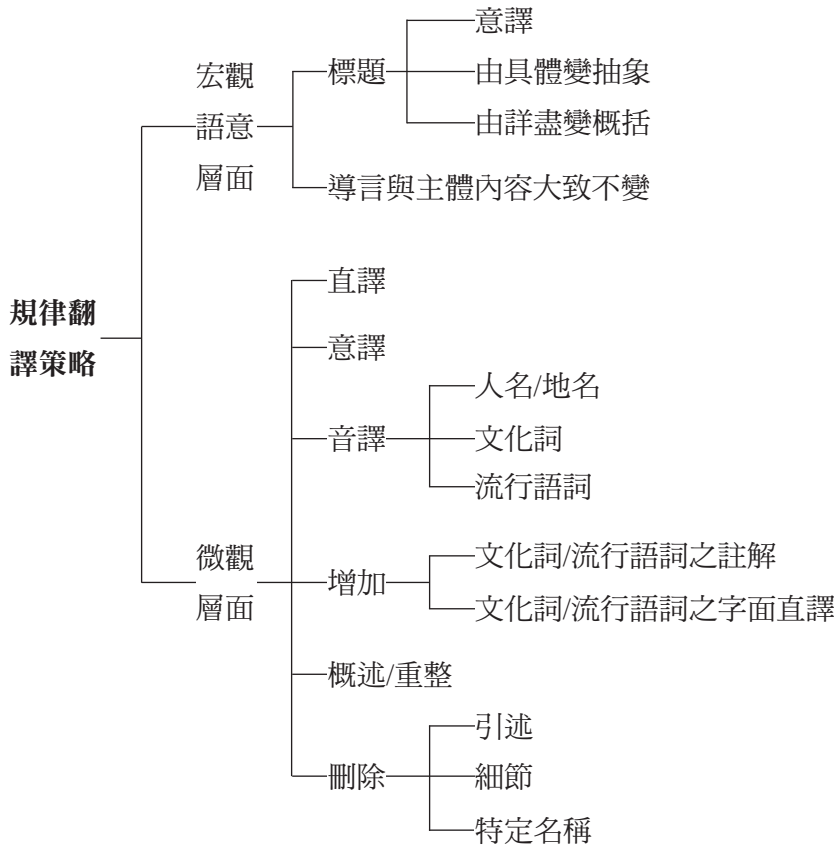 規律翻
譯策略
宏觀
語意
層面
標題
意譯
由具體變抽象
由詳盡變概括
導言與主體內容大致不變
微觀
層面
直譯
意譯
音譯
人名/地名
文化詞
流行語詞
增加
文化詞/流行語詞之註解
文化詞/流行語詞之字面直譯
概述/重整
刪除
引述
細節
特定名稱